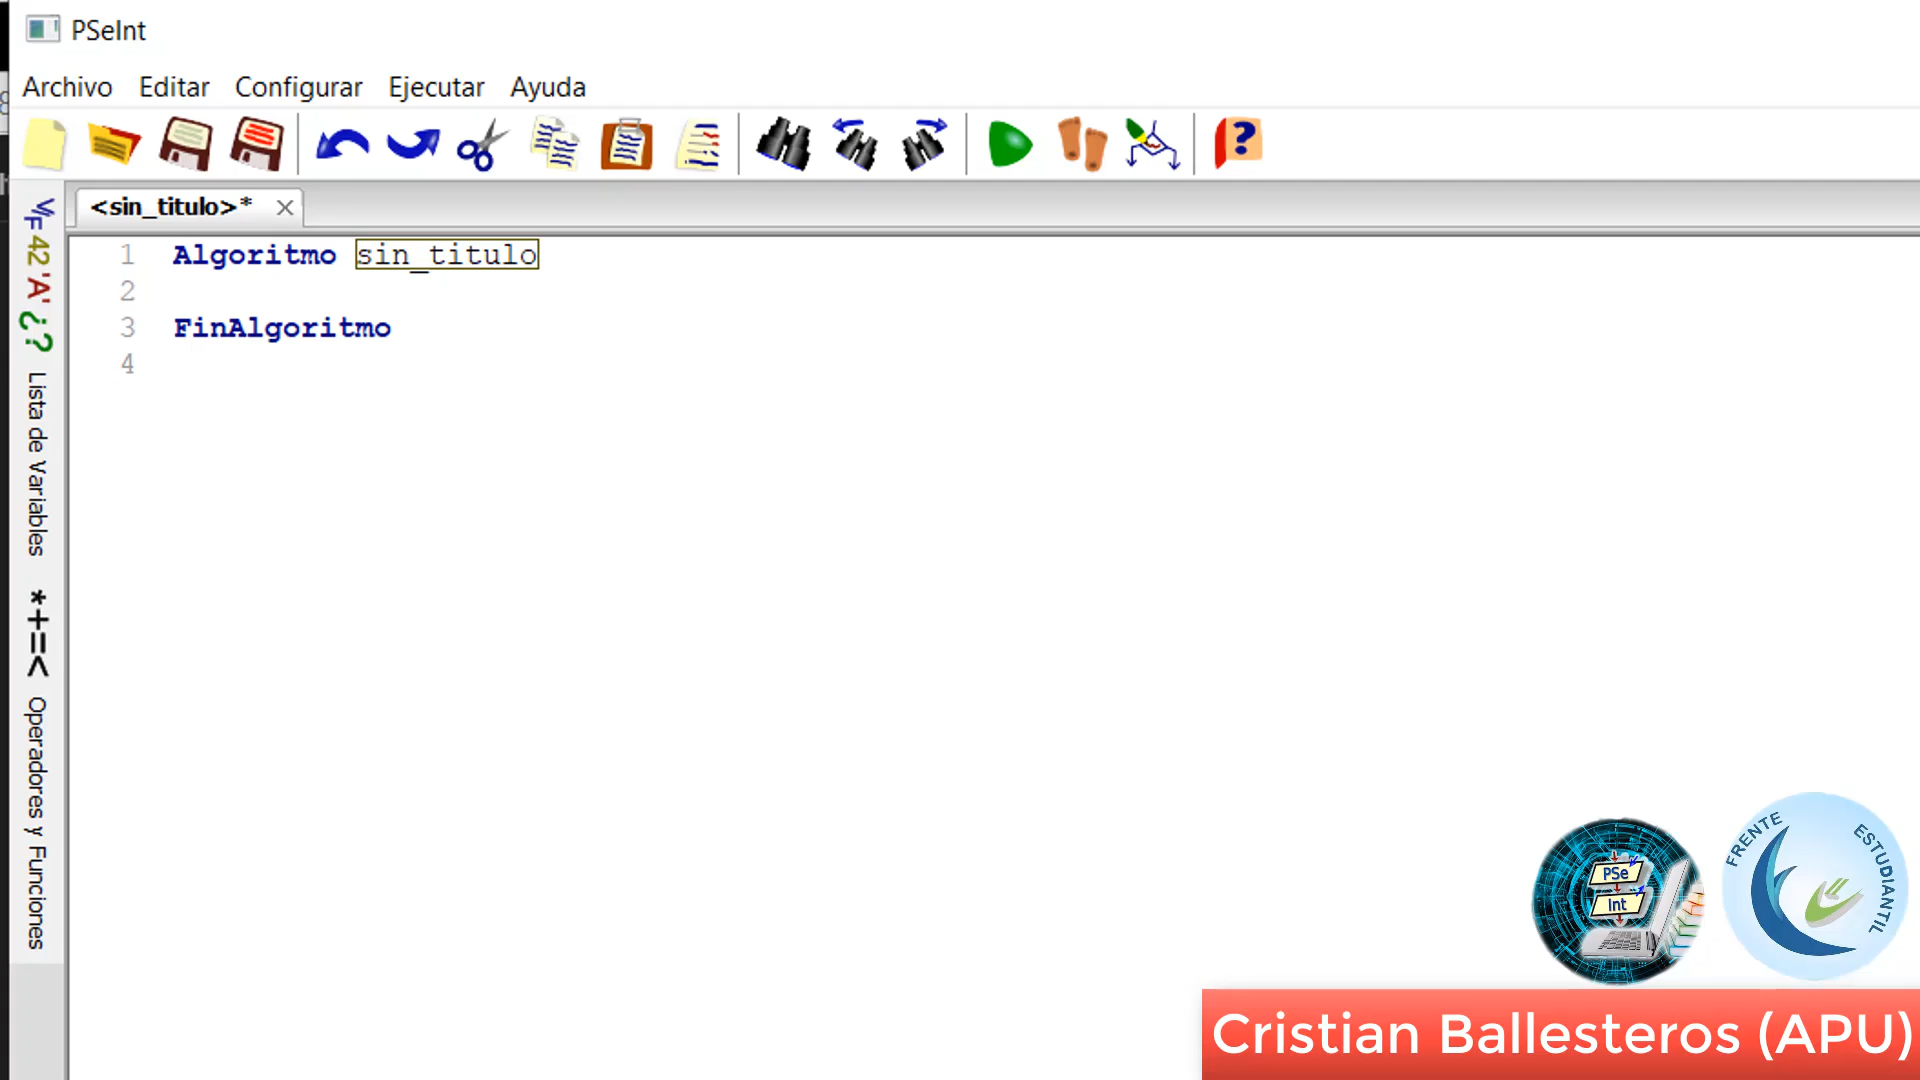 PSeInt
Archivo Editar Configurar Ejecutar Ayuda
<sin_titulo>*
1 Algoritmo sin_titulo
2
3 FinAlgoritmo
4
42 'A' ¿?
Lista de Variables
*+=<
Operadores y Funciones
PSe
Int
FRENTE ESTUDIANTIL
Cristian Ballesteros (APU)